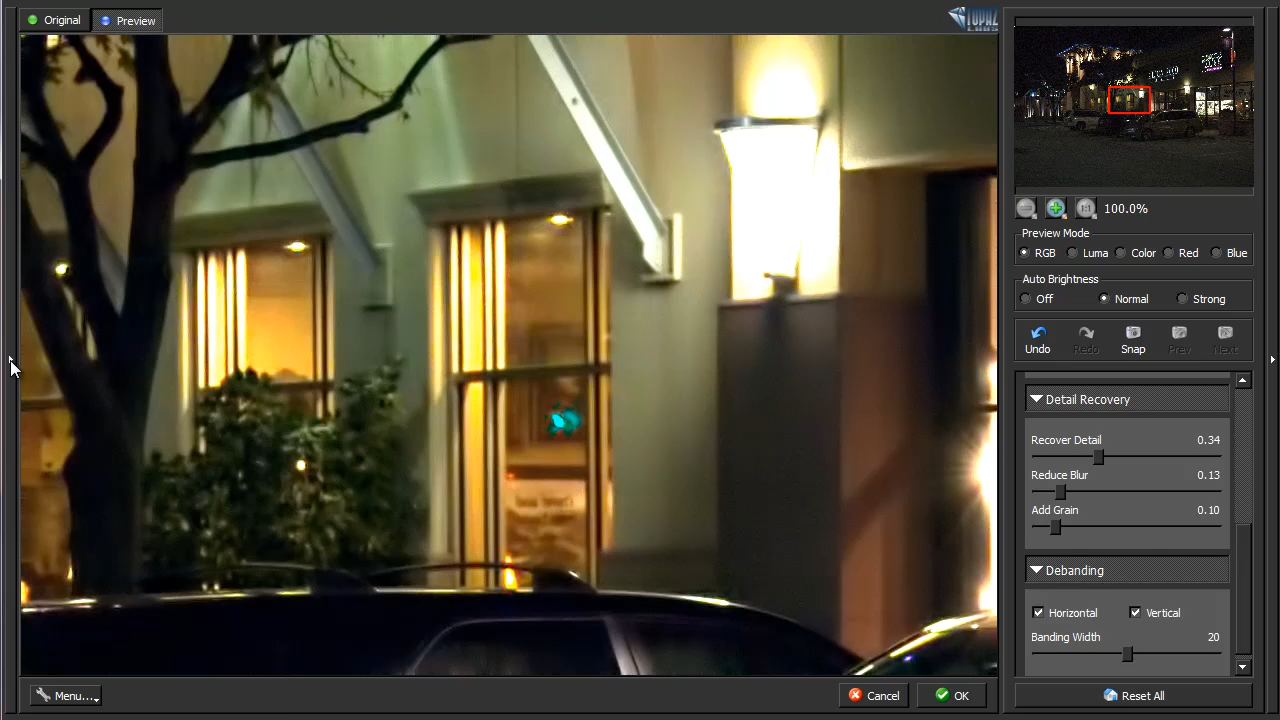 Original
Preview
TOPAZ
LABS
100.0%
Preview Mode
RGB
Luma
Color
Red
Blue
Auto Brightness
Off
Normal
Strong
Undo
Redo
Snap
Prev
Next
Detail Recovery
Recover Detail
0.34
Reduce Blur
0.13
Add Grain
0.10
Debanding
Horizontal
Vertical
Banding Width
20
Menu...
Cancel
OK
Reset All